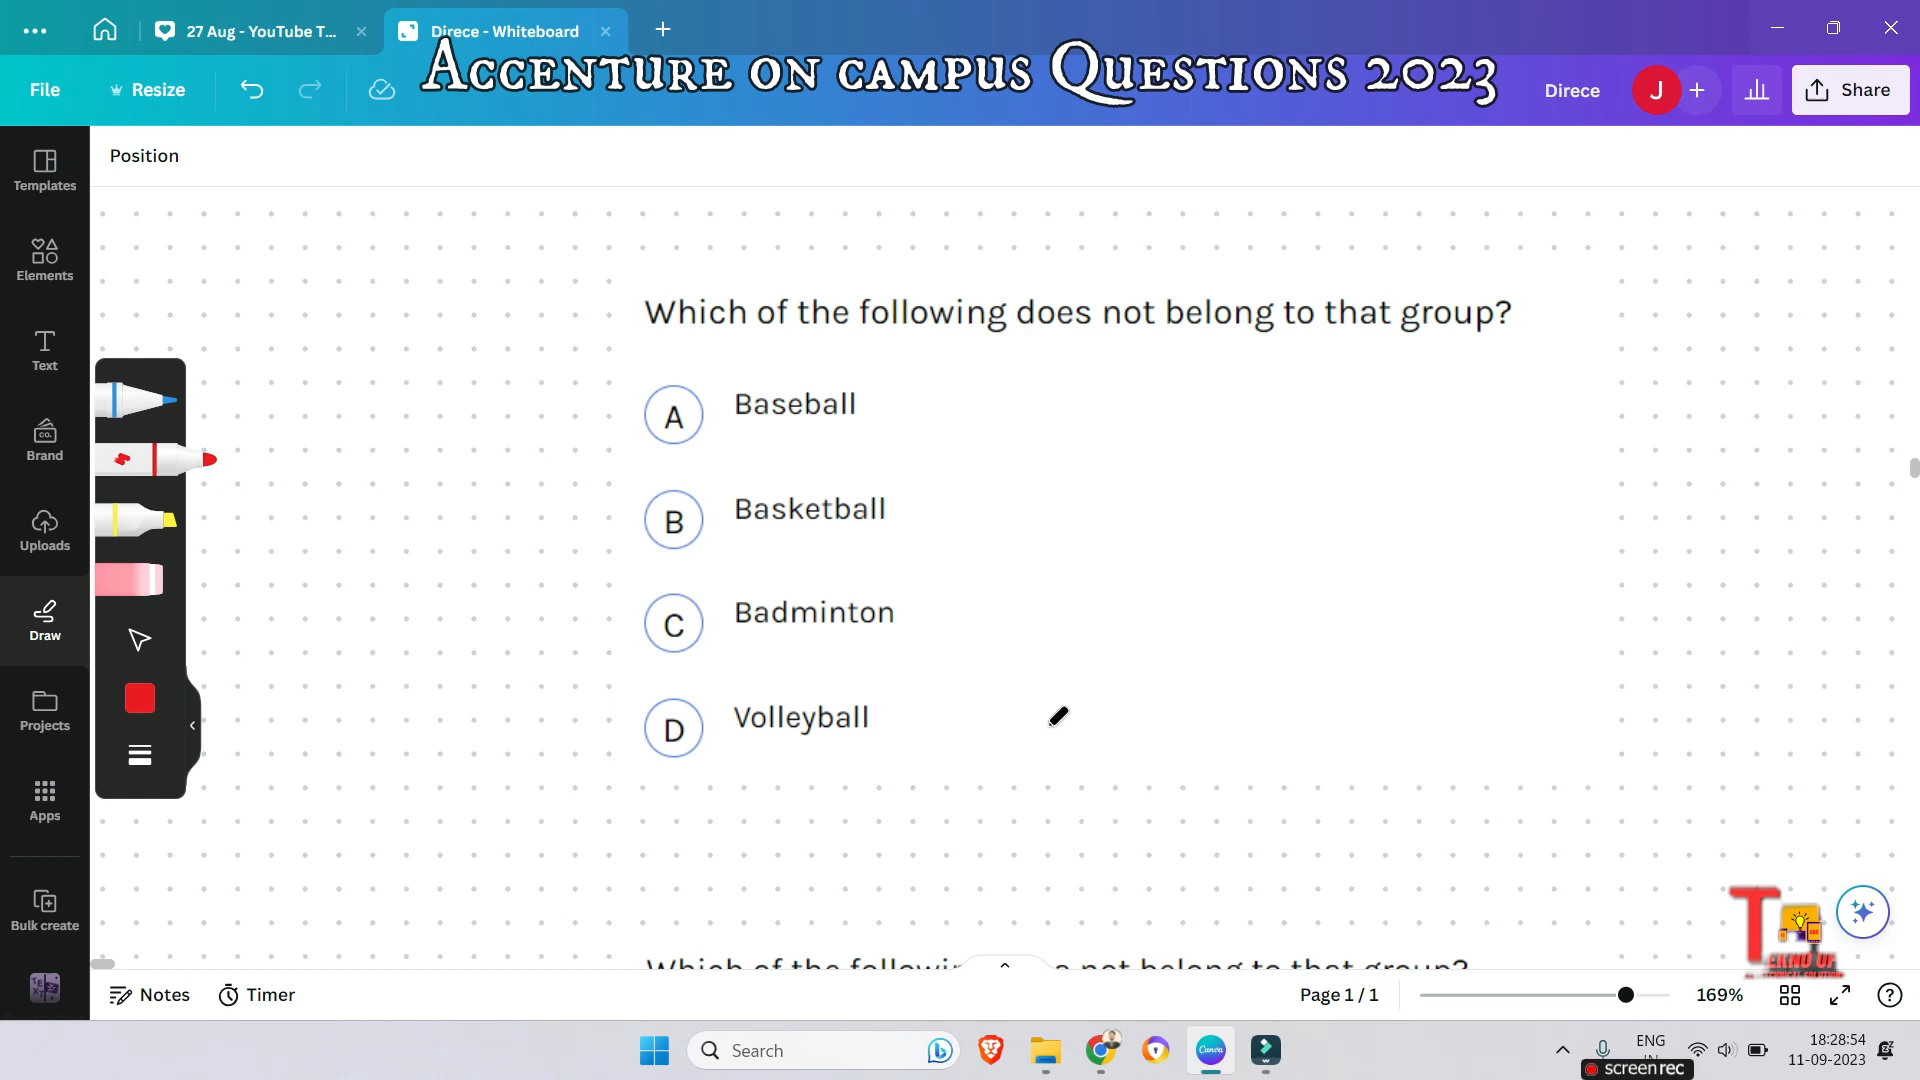 27 Aug - YouTube T...
Direce - Whiteboard
Accenture on campus Questions 2023
File
Resize
Direce
J
Share
Position
Templates
Elements
Text
Brand
Uploads
Draw
Projects
Apps
Bulk create
Which of the following does not belong to that group?
A Baseball
B Basketball
C Badminton
D Volleyball
Notes
Timer
Page 1 / 1
169%
Search
Canva
ENG
18:28:54
11-09-2023
screenrec